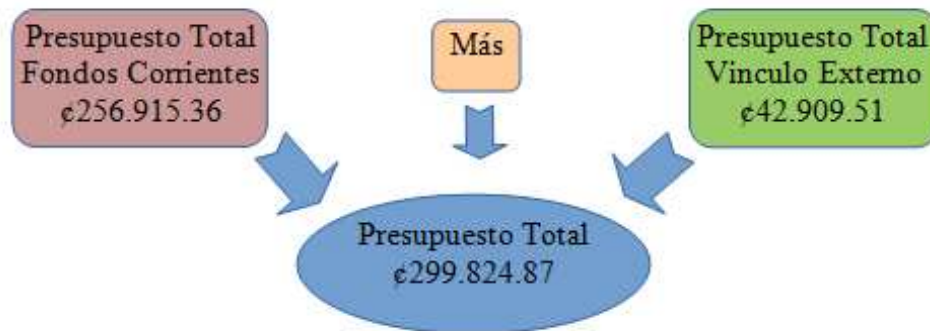 Presupuesto Total
Fondos Corrientes
¢256.915.36
Más
Presupuesto Total
Vinculo Externo
¢42.909.51
Presupuesto Total
¢299.824.87